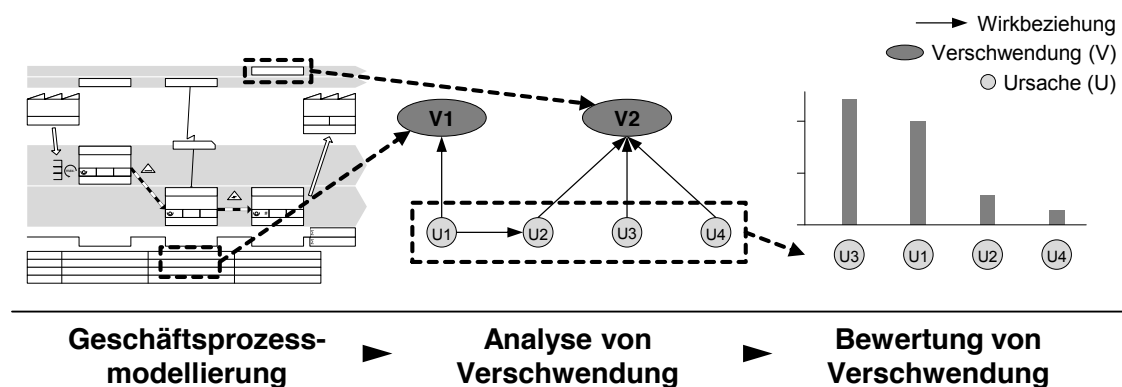 Wirkbeziehung
Verschwendung (V)
Ursache (U)
V1
V2
U1
U2
U3
U4
U3
U1
U2
U4
Geschäftsprozess-
modellierung
Analyse von
Verschwendung
Bewertung von
Verschwendung